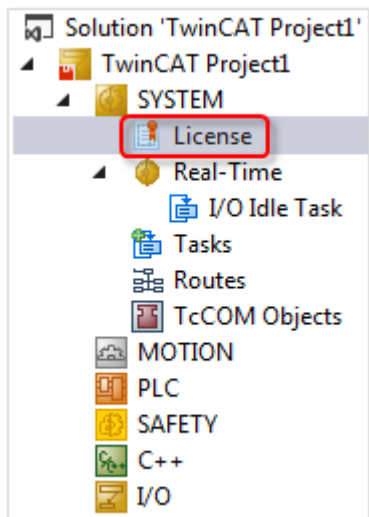 Solution 'TwinCAT Project1'
TwinCAT Project1
SYSTEM
License
Real-Time
I/O Idle Task
Tasks
Routes
TcCOM Objects
MOTION
PLC
SAFETY
C++
I/O